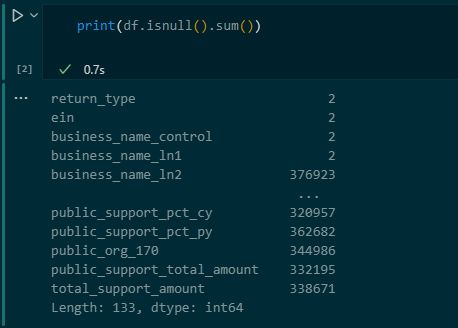 print(df.isnull().sum())
[2]
0.7s
...
return_type 2
ein 2
business_name_control 2
business_name_ln1 2
business_name_ln2 376923
...
public_support_pct_cy 320957
public_support_pct_py 362682
public_org_170 344986
public_support_total_amount 332195
total_support_amount 338671
Length: 133, dtype: int64